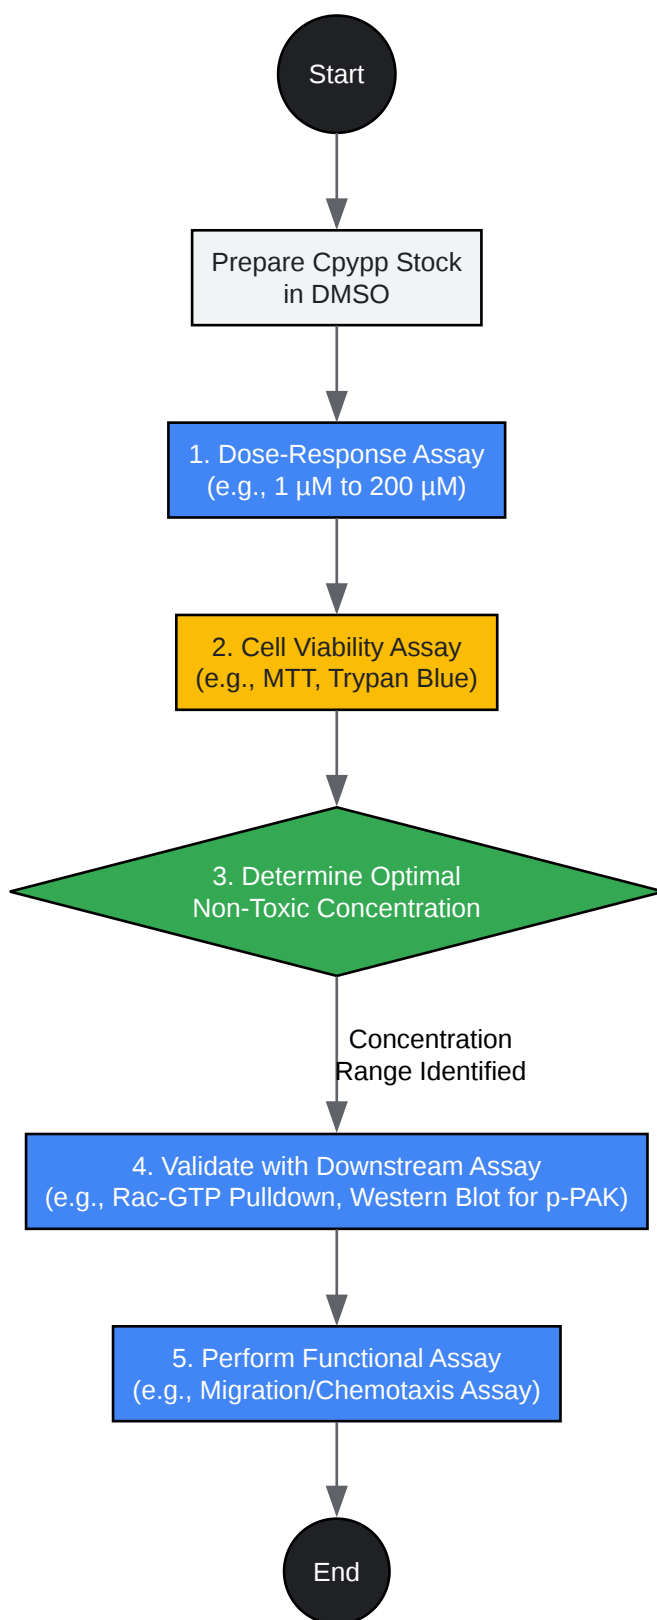 Start
Prepare Cpypp Stock
in DMSO
1. Dose-Response Assay
(e.g., 1 µM to 200 µM)
2. Cell Viability Assay
(e.g., MTT, Trypan Blue)
3. Determine Optimal
Non-Toxic Concentration
Concentration
Range Identified
4. Validate with Downstream Assay
(e.g., Rac-GTP Pulldown, Western Blot for p-PAK)
5. Perform Functional Assay
(e.g., Migration/Chemotaxis Assay)
End